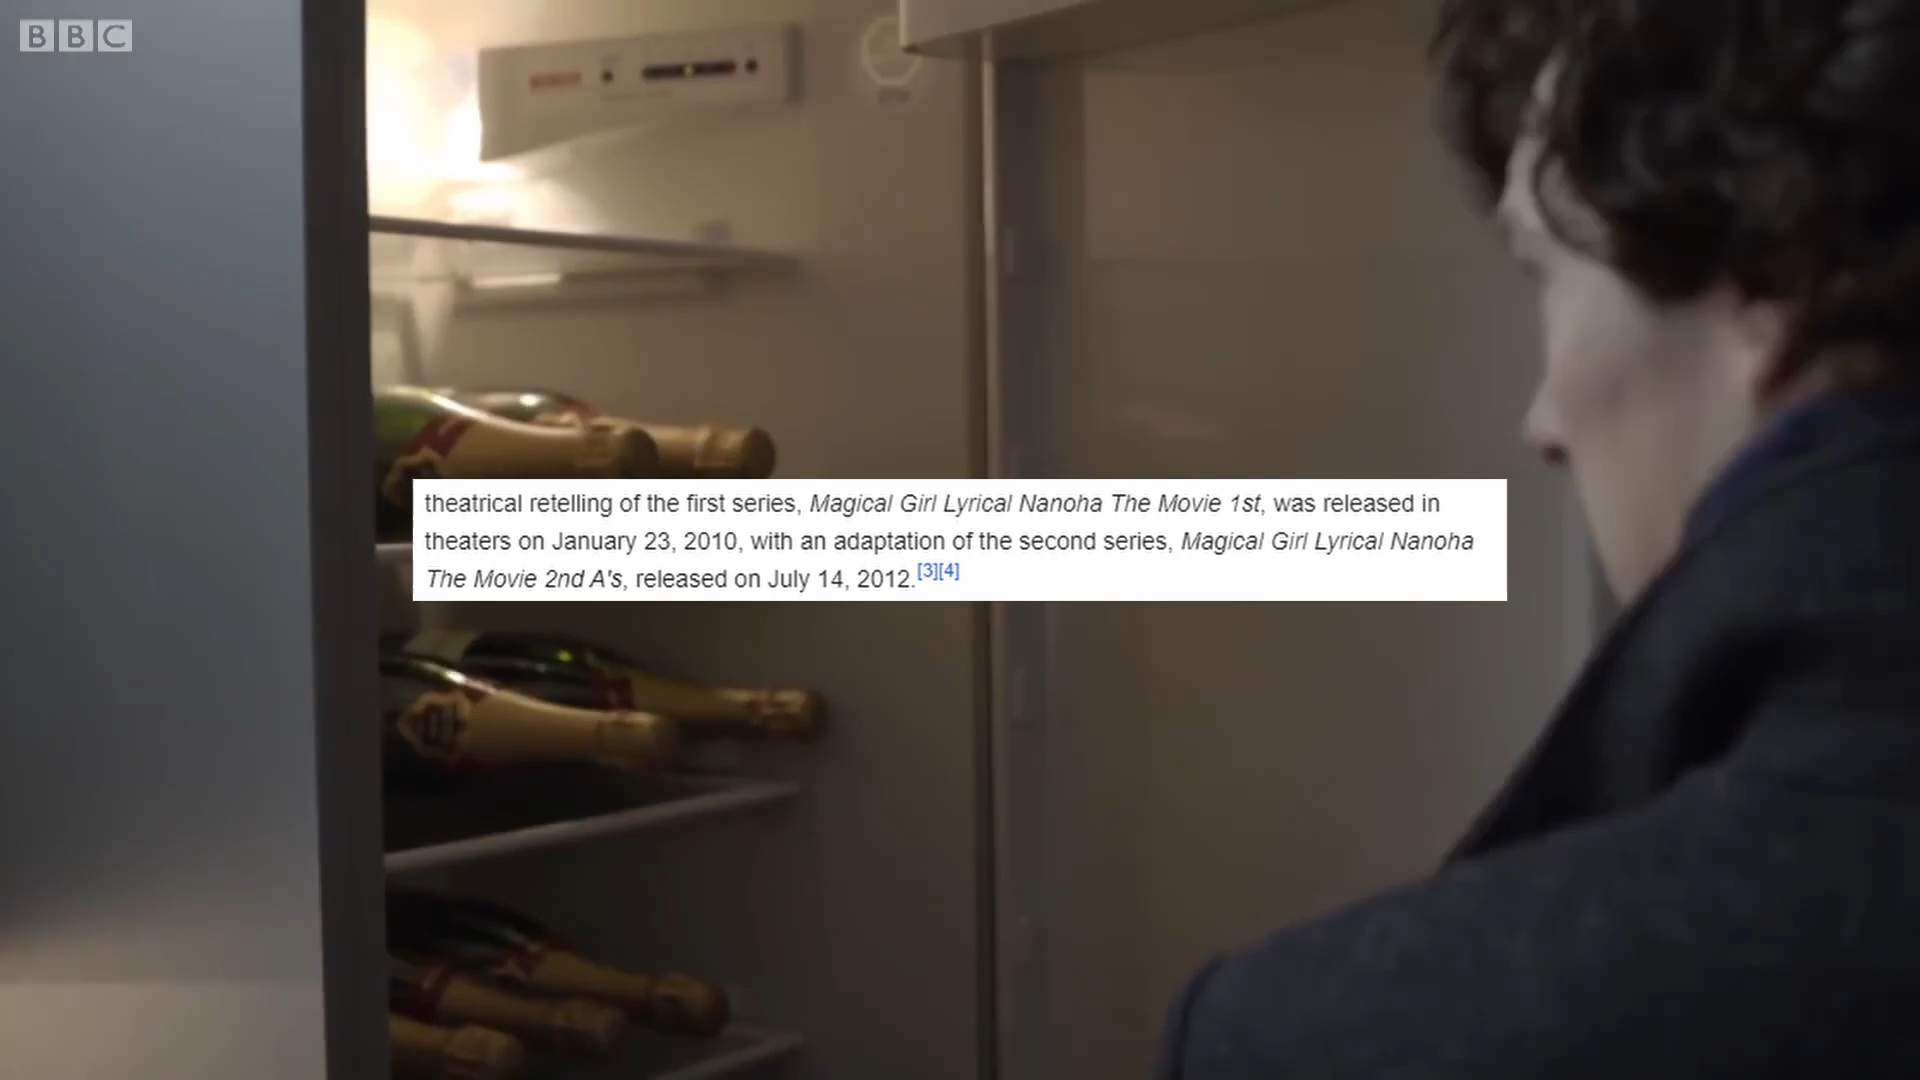 BBC
theatrical retelling of the first series, Magical Girl Lyrical Nanoha The Movie 1st, was released in
theaters on January 23, 2010, with an adaptation of the second series, Magical Girl Lyrical Nanoha
The Movie 2nd A's, released on July 14, 2012.[3][4]